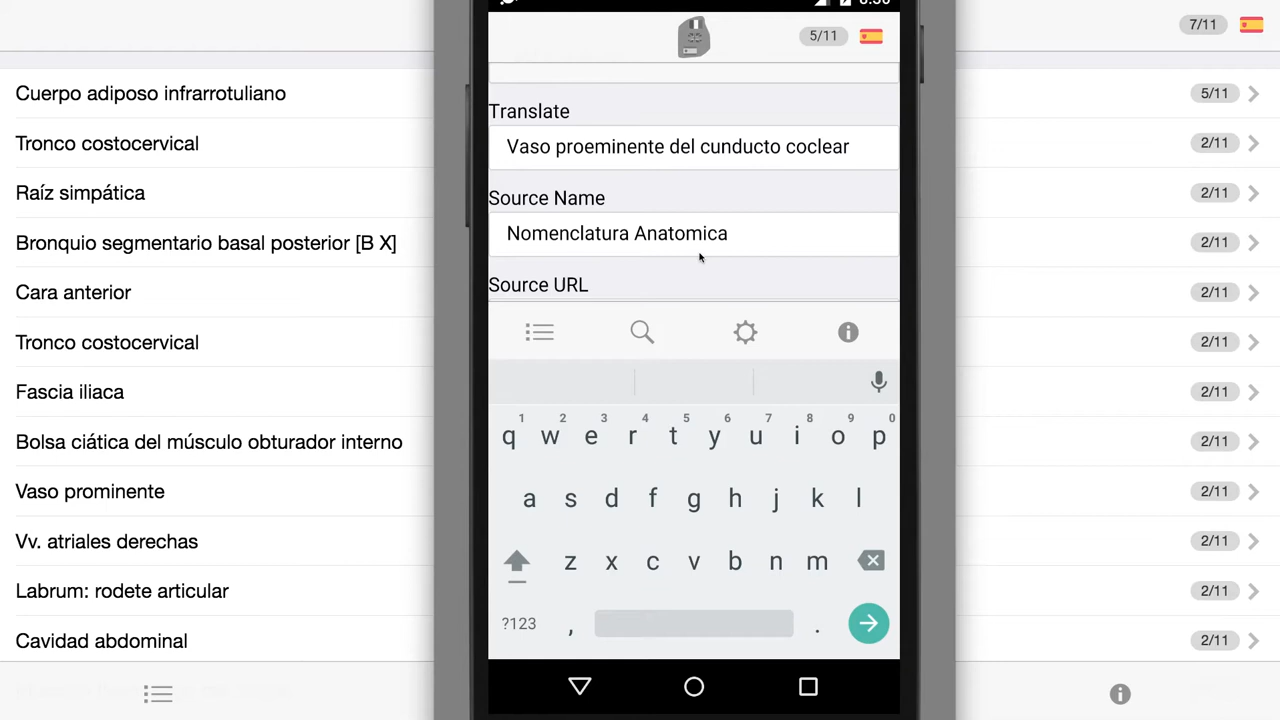 7/11
Cuerpo adiposo infrarrotuliano 5/11
Tronco costocervical 2/11
Raíz simpática 2/11
Bronquio segmentario basal posterior [B X] 2/11
Cara anterior 2/11
Tronco costocervical 2/11
Fascia iliaca 2/11
Bolsa ciática del músculo obturador interno 2/11
Vaso prominente 2/11
Vv. atriales derechas 2/11
Labrum: rodete articular 2/11
Cavidad abdominal 2/11
5/11
Translate
Vaso proeminente del cunducto coclear
Source Name
Nomenclatura Anatomica
Source URL
1 2 3 4 5 6 7 8 9 0
q w e r t y u i o p
a s d f g h j k l
z x c v b n m
?123 , .